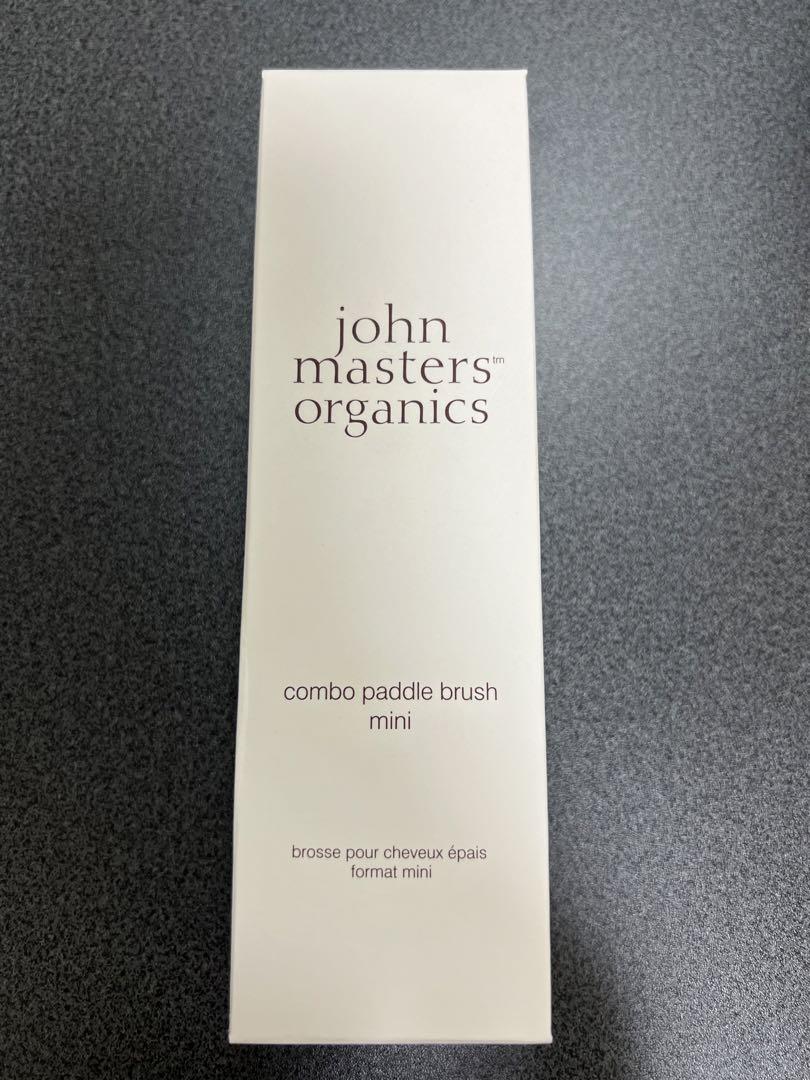 john
masters™
organics
combo paddle brush
mini
brosse pour cheveux épais
format mini